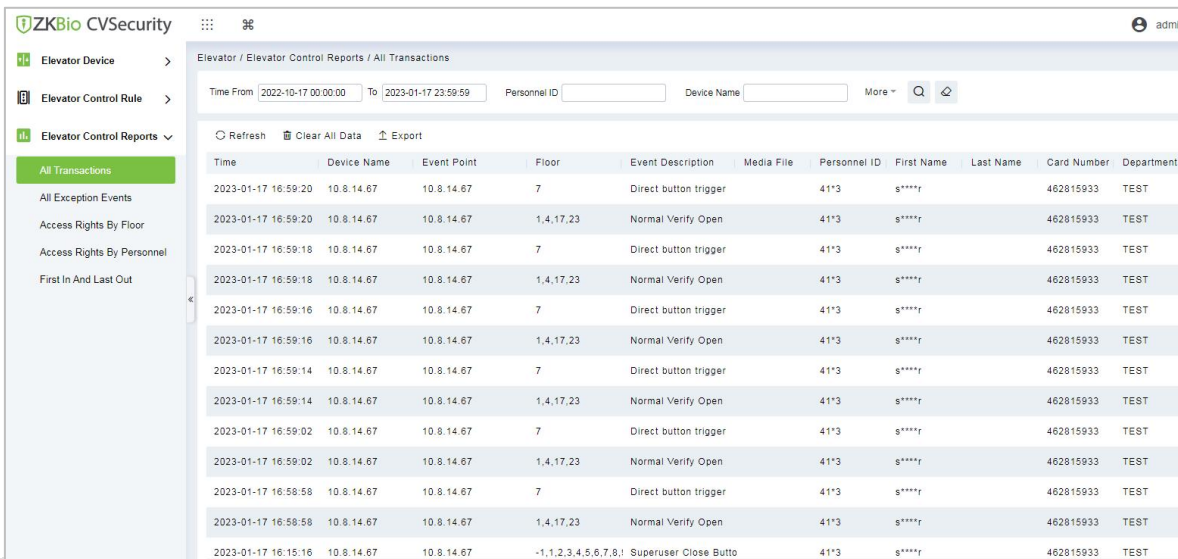 ZKBio CVSecurity
admi
Elevator Device
Elevator Control Rule
Elevator Control Reports
All Transactions
All Exception Events
Access Rights By Floor
Access Rights By Personnel
First In And Last Out
Elevator / Elevator Control Reports / All Transactions
Time From 2022-10-17 00:00:00 To 2023-01-17 23:59:59 Personnel ID Device Name More
Refresh Clear All Data Export
Time Device Name Event Point Floor Event Description Media File Personnel ID First Name Last Name Card Number Department
2023-01-17 16:59:20 10.8.14.67 10.8.14.67 7 Direct button trigger 41*3 s****r 462815933 TEST
2023-01-17 16:59:20 10.8.14.67 10.8.14.67 1,4,17,23 Normal Verify Open 41*3 s****r 462815933 TEST
2023-01-17 16:59:18 10.8.14.67 10.8.14.67 7 Direct button trigger 41*3 s****r 462815933 TEST
2023-01-17 16:59:18 10.8.14.67 10.8.14.67 1,4,17,23 Normal Verify Open 41*3 s****r 462815933 TEST
2023-01-17 16:59:16 10.8.14.67 10.8.14.67 7 Direct button trigger 41*3 s****r 462815933 TEST
2023-01-17 16:59:16 10.8.14.67 10.8.14.67 1,4,17,23 Normal Verify Open 41*3 s****r 462815933 TEST
2023-01-17 16:59:14 10.8.14.67 10.8.14.67 7 Direct button trigger 41*3 s****r 462815933 TEST
2023-01-17 16:59:14 10.8.14.67 10.8.14.67 1,4,17,23 Normal Verify Open 41*3 s****r 462815933 TEST
2023-01-17 16:59:02 10.8.14.67 10.8.14.67 7 Direct button trigger 41*3 s****r 462815933 TEST
2023-01-17 16:59:02 10.8.14.67 10.8.14.67 1,4,17,23 Normal Verify Open 41*3 s****r 462815933 TEST
2023-01-17 16:58:58 10.8.14.67 10.8.14.67 7 Direct button trigger 41*3 s****r 462815933 TEST
2023-01-17 16:58:58 10.8.14.67 10.8.14.67 1,4,17,23 Normal Verify Open 41*3 s****r 462815933 TEST
2023-01-17 16:15:16 10.8.14.67 10.8.14.67 -1,1,2,3,4,5,6,7,8, Superuser Close Butto 41*3 s****r 462815933 TEST